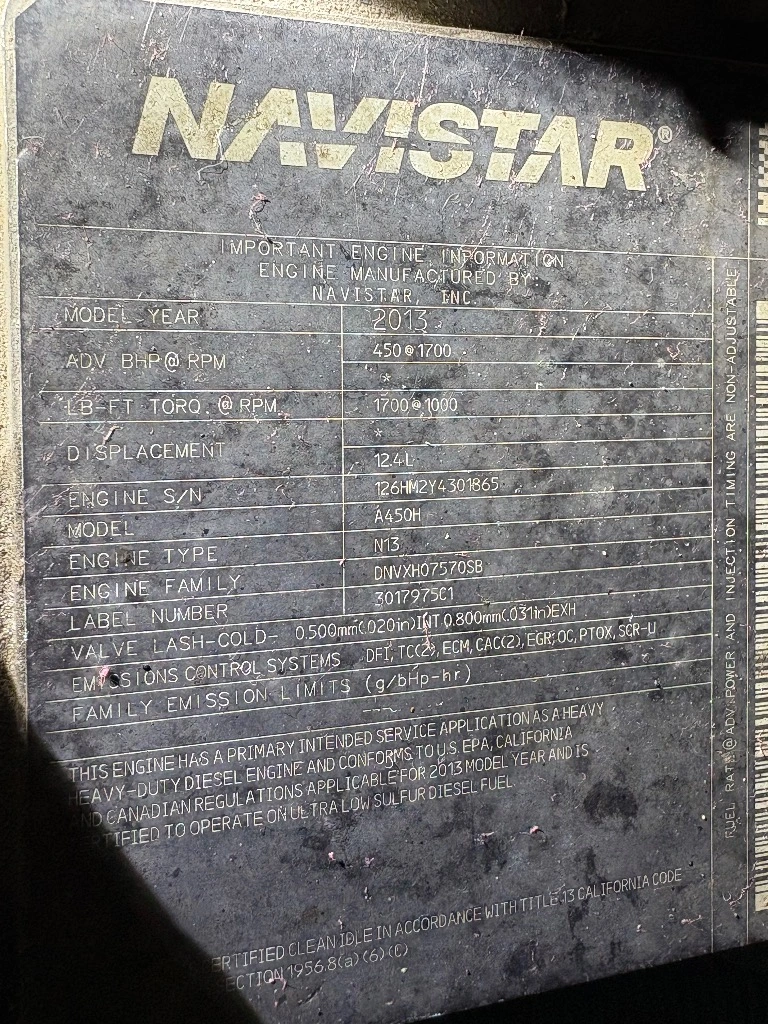 NAVISTAR®
IMPORTANT ENGINE INFORMATION
ENGINE MANUFACTURED BY
NAVISTAR, INC.
MODEL YEAR 2013
ADV BHP@ RPM 450@1700
*
LB-FT TORQ. @ RPM 1700@1000
*
DISPLACEMENT 12.4L
ENGINE S/N 126HM2Y4301865
MODEL A450H
ENGINE TYPE N13
ENGINE FAMILY DNVXH07570SB
LABEL NUMBER 3017975C1
VALVE LASH-COLD- 0.500mm(.020in)INT 0.800mm(.031in)EXH
EMISSIONS CONTROL SYSTEMS DFI, TC(2), ECM, CAC(2), EGR, OC, PTOX, SCR-U
FAMILY EMISSION LIMITS (g/bHp-hr)
THIS ENGINE HAS A PRIMARY INTENDED SERVICE APPLICATION AS A HEAVY
HEAVY-DUTY DIESEL ENGINE AND CONFORMS TO U.S. EPA, CALIFORNIA
AND CANADIAN REGULATIONS APPLICABLE FOR 2013 MODEL YEAR AND IS
CERTIFIED TO OPERATE ON ULTRA LOW SULFUR DIESEL FUEL.
ERTIFIED CLEAN IDLE IN ACCORDANCE WITH TITLE 13 CALIFORNIA CODE
ECTION 1956.8(a)(6)(C)
FUEL RATE @ ADV. POWER AND INJECTION TIMING ARE NON-ADJUSTABLE